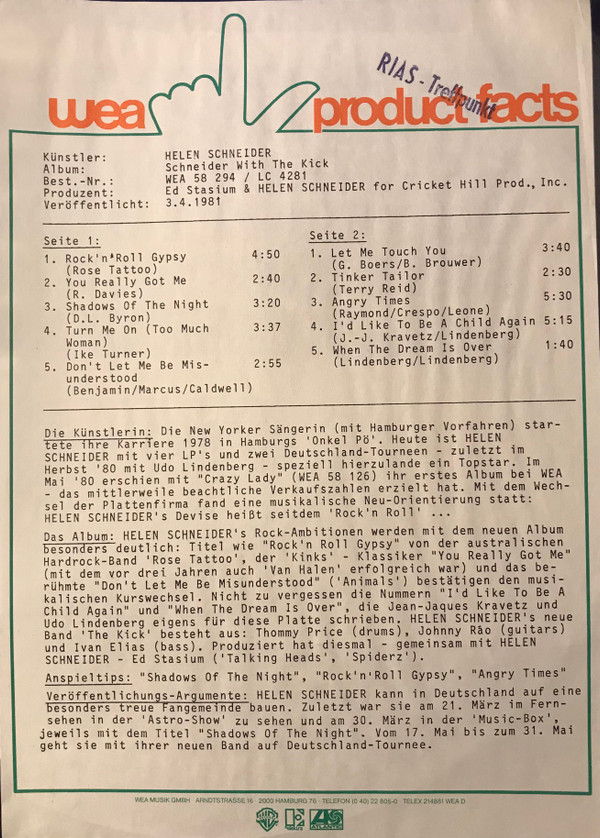 RIAS - Treffpunkt
wea product facts
Künstler: HELEN SCHNEIDER
Album: Schneider With The Kick
Best.-Nr.: WEA 58 294 / LC 4281
Produzent: Ed Stasium & HELEN SCHNEIDER for Cricket Hill Prod., Inc.
Veröffentlicht: 3.4.1981
Seite 1:
1. Rock'n'Roll Gypsy 4:50
(Rose Tattoo)
2. You Really Got Me 2:40
(R. Davies)
3. Shadows Of The Night 3:20
(D.L. Byron)
4. Turn Me On (Too Much 3:37
Woman)
(Ike Turner)
5. Don't Let Me Be Mis- 2:55
understood
(Benjamin/Marcus/Caldwell)
Seite 2:
1. Let Me Touch You 3:40
(G. Boers/B. Brouwer)
2. Tinker Tailor 2:30
(Terry Reid)
3. Angry Times 5:30
(Raymond/Crespo/Leone)
4. I'd Like To Be A Child Again 5:15
(J.-J. Kravetz/Lindenberg)
5. When The Dream Is Over 1:40
(Lindenberg/Lindenberg)
Die Künstlerin: Die New Yorker Sängerin (mit Hamburger Vorfahren) star-
tete ihre Karriere 1978 in Hamburgs 'Onkel Pö'. Heute ist HELEN
SCHNEIDER mit vier LP's und zwei Deutschland-Tourneen - zuletzt im
Herbst '80 mit Udo Lindenberg - speziell hierzulande ein Topstar. Im
Mai '80 erschien mit "Crazy Lady" (WEA 58 126) ihr erstes Album bei WEA
- das mittlerweile beachtliche Verkaufszahlen erzielt hat. Mit dem Wech-
sel der Plattenfirma fand eine musikalische Neu-Orientierung statt:
HELEN SCHNEIDER's Devise heißt seitdem 'Rock'n Roll' ...
Das Album: HELEN SCHNEIDER's Rock-Ambitionen werden mit dem neuen Album
besonders deutlich: Titel wie "Rock'n Roll Gypsy" von der australischen
Hardrock-Band 'Rose Tattoo', der 'Kinks' - Klassiker "You Really Got Me"
(mit dem vor drei Jahren auch 'Van Halen' erfolgreich war) und das be-
rühmte "Don't Let Me Be Misunderstood" ('Animals') bestätigen den musi-
kalischen Kurswechsel. Nicht zu vergessen die Nummern "I'd Like To Be A
Child Again" und "When The Dream Is Over", die Jean-Jaques Kravetz und
Udo Lindenberg eigens für diese Platte schrieben. HELEN SCHNEIDER's neue
Band 'The Kick' besteht aus: Thommy Price (drums), Johnny Rão (guitars)
und Ivan Elias (bass). Produziert hat diesmal - gemeinsam mit HELEN
SCHNEIDER - Ed Stasium ('Talking Heads', 'Spiderz').
Anspieltips: "Shadows Of The Night", "Rock'n'Roll Gypsy", "Angry Times"
Veröffentlichungs-Argumente: HELEN SCHNEIDER kann in Deutschland auf eine
besonders treue Fangemeinde bauen. Zuletzt war sie am 21. März im Fern-
sehen in der 'Astro-Show' zu sehen und am 30. März in der 'Music-Box',
jeweils mit dem Titel "Shadows Of The Night". Vom 17. Mai bis zum 31. Mai
geht sie mit ihrer neuen Band auf Deutschland-Tournee.
WEA MUSIK GMBH · ARNDTSTRASSE 16 · 2000 HAMBURG 76 · TELEFON (0 40) 22 805-0 · TELEX 214881 WEA D
ATLANTIC